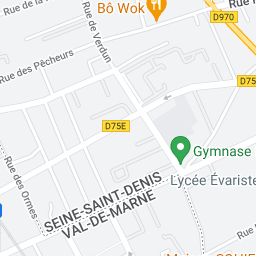 Rue de la
Bô Wok
D970
Rue de Verdun
Rue des Pêcheurs
D75
D75E
Gymnase
Lycée Évariste
Rue des Ormes
SEINE-SAINT-DENIS
VAL-DE-MARNE